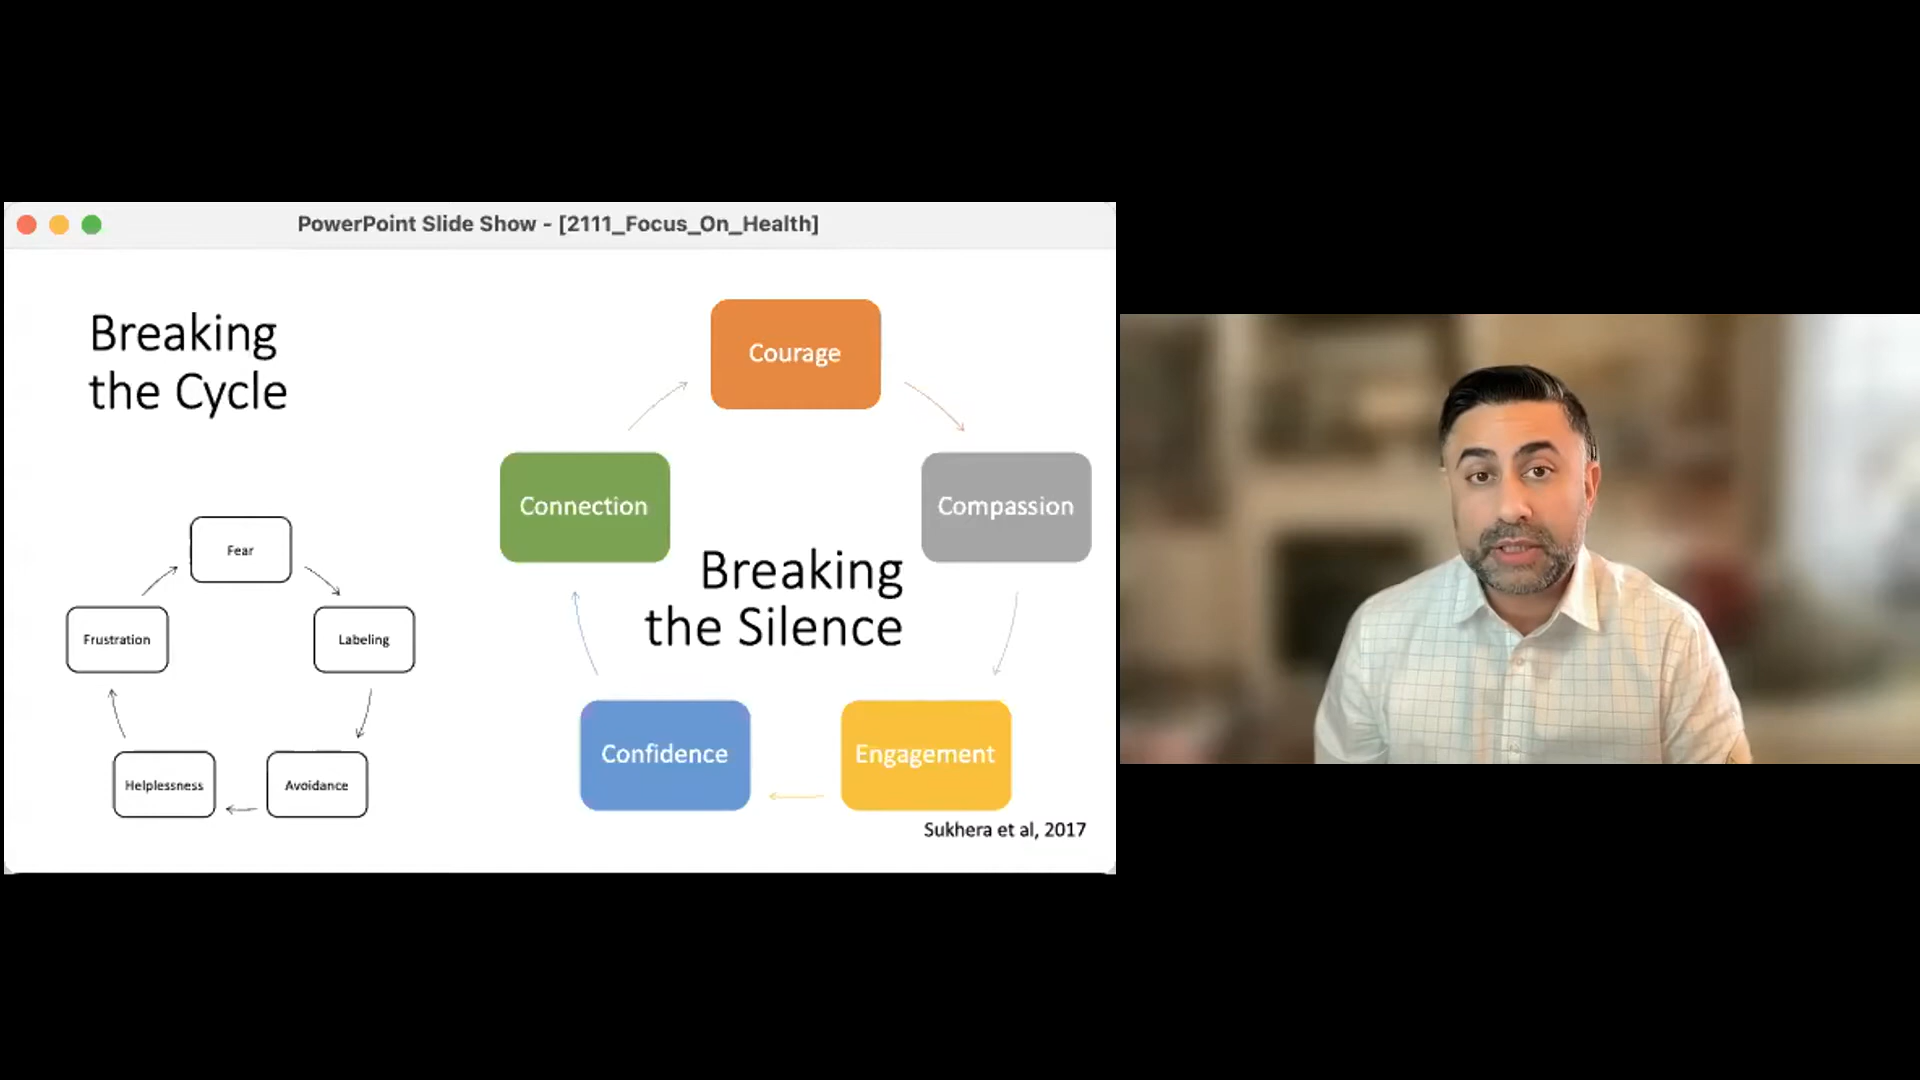 PowerPoint Slide Show - [2111_Focus_On_Health]
Breaking
the Cycle
Fear
Labeling
Avoidance
Helplessness
Frustration
Courage
Compassion
Engagement
Confidence
Connection
Breaking
the Silence
Sukhera et al, 2017